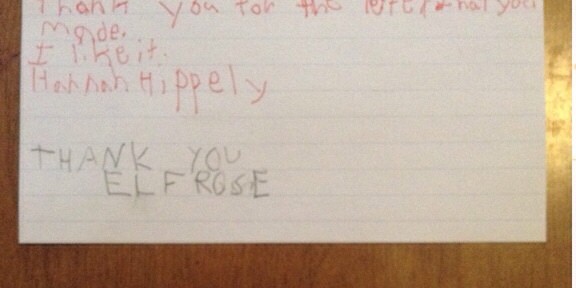 Thank you for the letter that you
made.
I like it.
Hannah Hippely
THANK YOU
ELF ROSE